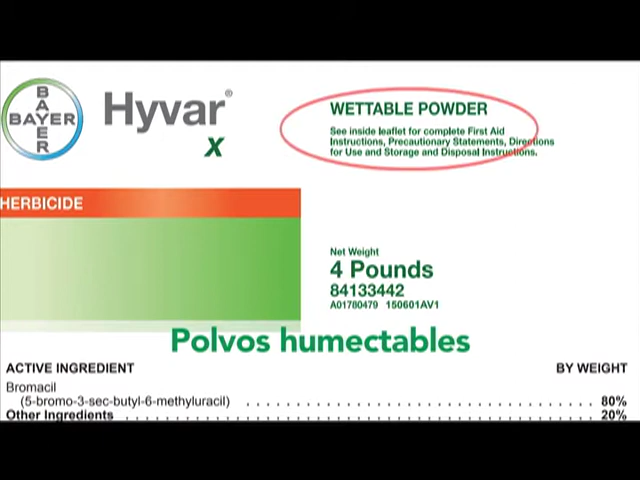 BAYER
BAYER
Hyvar®
X
WETTABLE POWDER
See inside leaflet for complete First Aid
Instructions, Precautionary Statements, Directions
for Use and Storage and Disposal Instructions.
HERBICIDE
Net Weight
4 Pounds
84133442
A01780479 150601AV1
Polvos humectables
ACTIVE INGREDIENT BY WEIGHT
Bromacil
(5-bromo-3-sec-butyl-6-methyluracil) . . . . . . . . . . . . . . . . . . . . . . . . . . . . . . . . . 80%
Other Ingredients . . . . . . . . . . . . . . . . . . . . . . . . . . . . . . . . . . . . . . . . . . . . . 20%